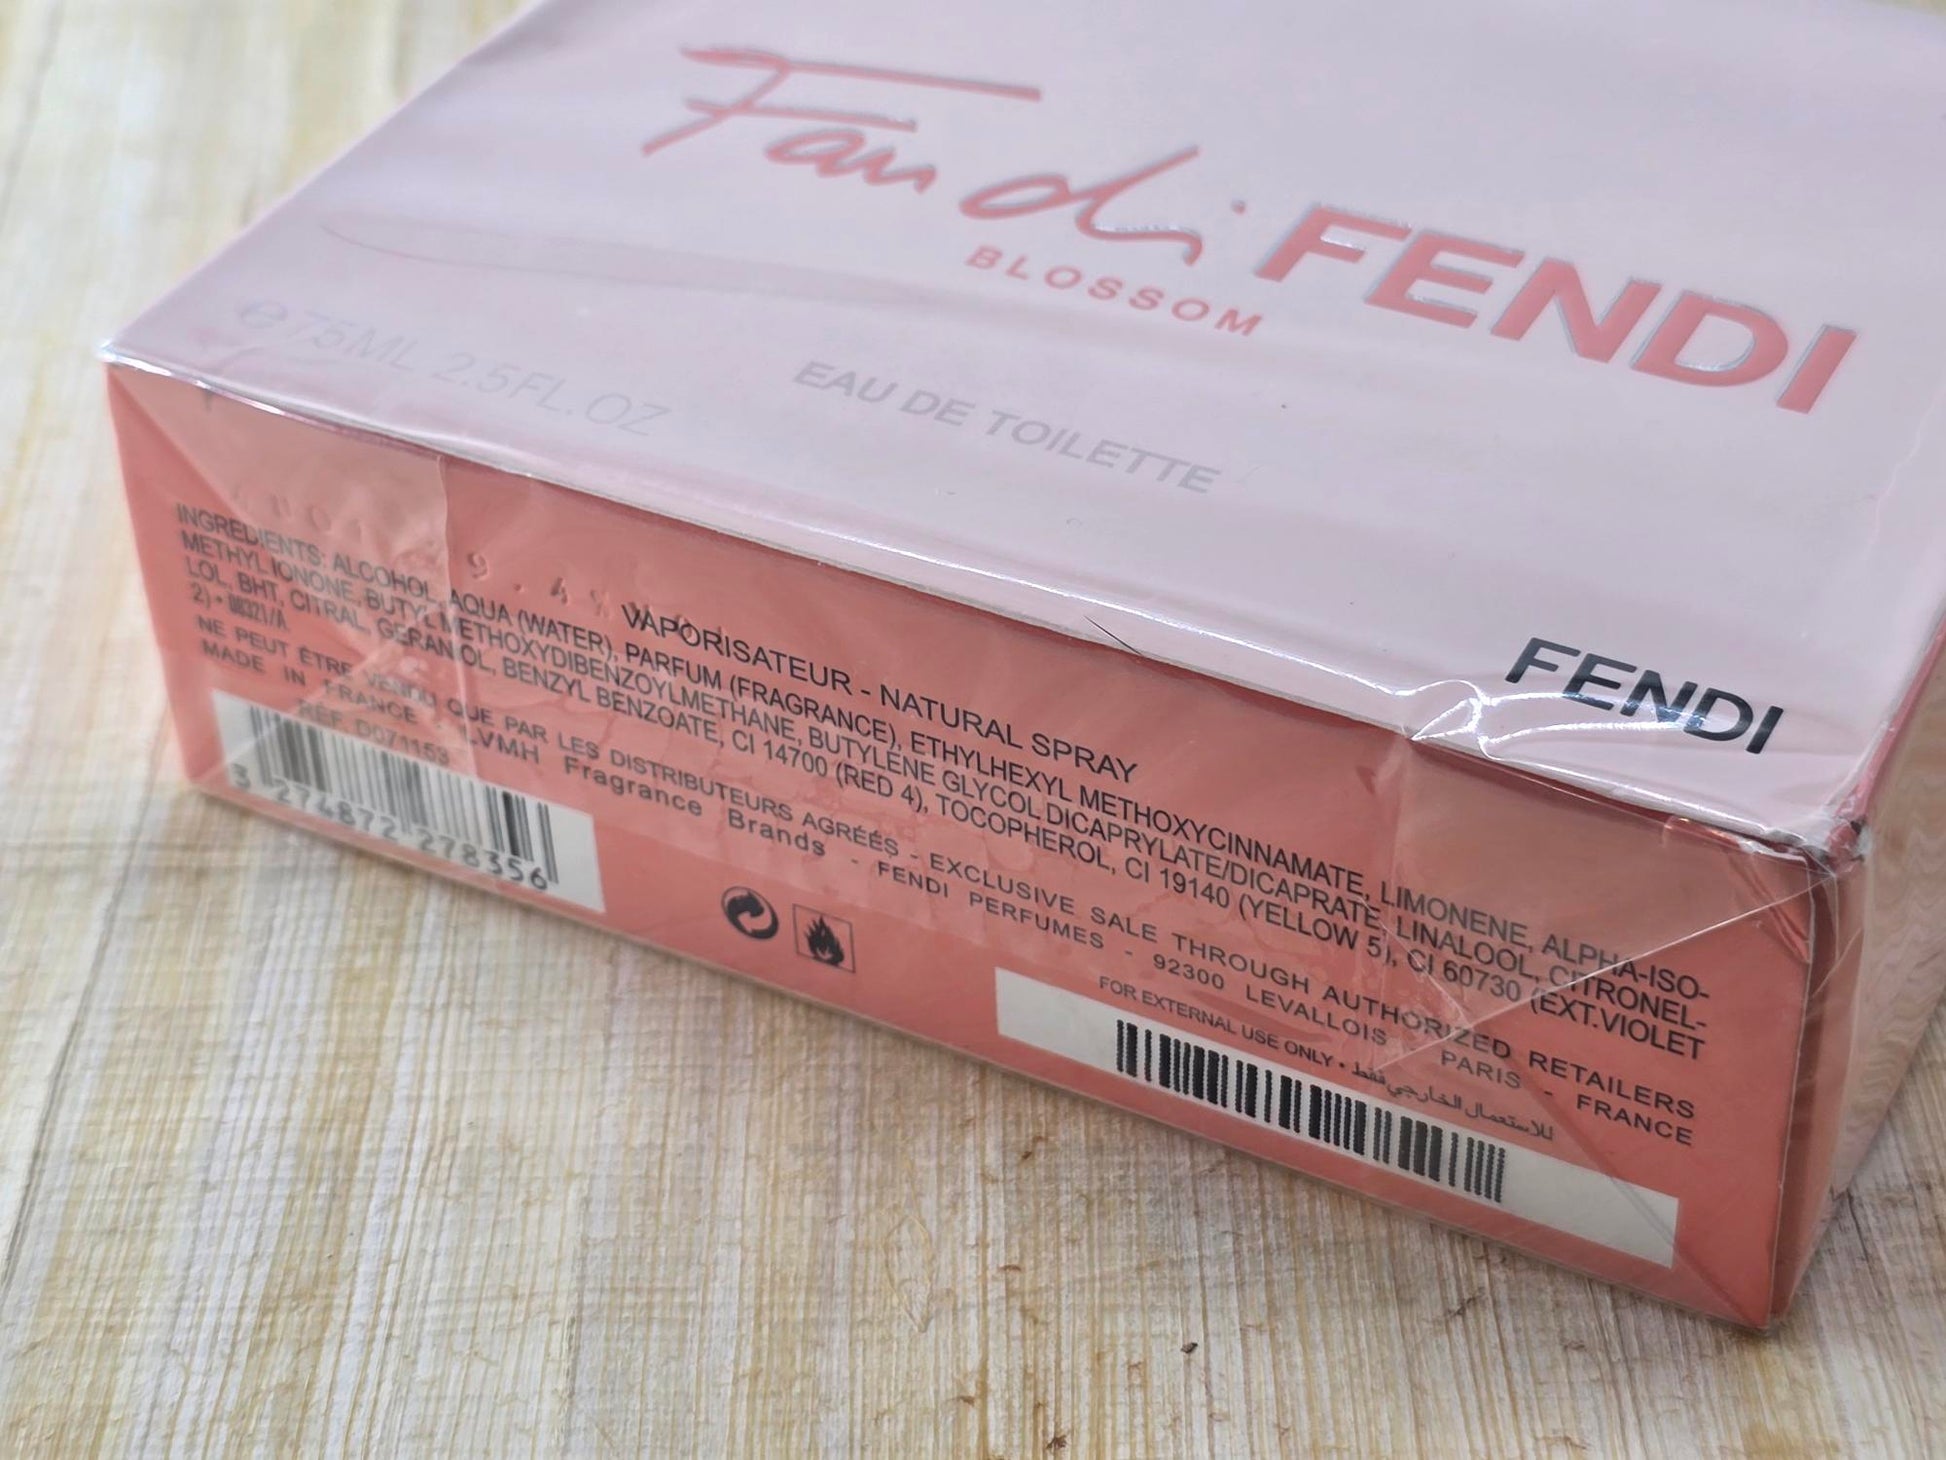 Fan di FENDI
BLOSSOM
EAU DE TOILETTE
e 75ML 2.5FL.OZ
FENDI
VAPORISATEUR - NATURAL SPRAY
INGREDIENTS: ALCOHOL, AQUA (WATER), PARFUM (FRAGRANCE), ETHYLHEXYL METHOXYCINNAMATE, LIMONENE, ALPHA-ISO-
METHYL IONONE, BUTYL METHOXYDIBENZOYLMETHANE, BUTYLENE GLYCOL DICAPRYLATE/DICAPRATE, LINALOOL, CITRONEL-
LOL, BHT, CITRAL, GERANIOL, BENZYL BENZOATE, CI 14700 (RED 4), TOCOPHEROL, CI 19140 (YELLOW 5), CI 60730 (EXT.VIOLET
2) •
NE PEUT ÊTRE VENDU QUE PAR LES DISTRIBUTEURS AGRÉÉS - EXCLUSIVE SALE THROUGH AUTHORIZED RETAILERS
MADE IN FRANCE - LVMH Fragrance Brands - FENDI PERFUMES - 92300 LEVALLOIS PARIS - FRANCE
RÉF. D071153
FOR EXTERNAL USE ONLY • للاستعمال الخارجي فقط
3 274872 278356